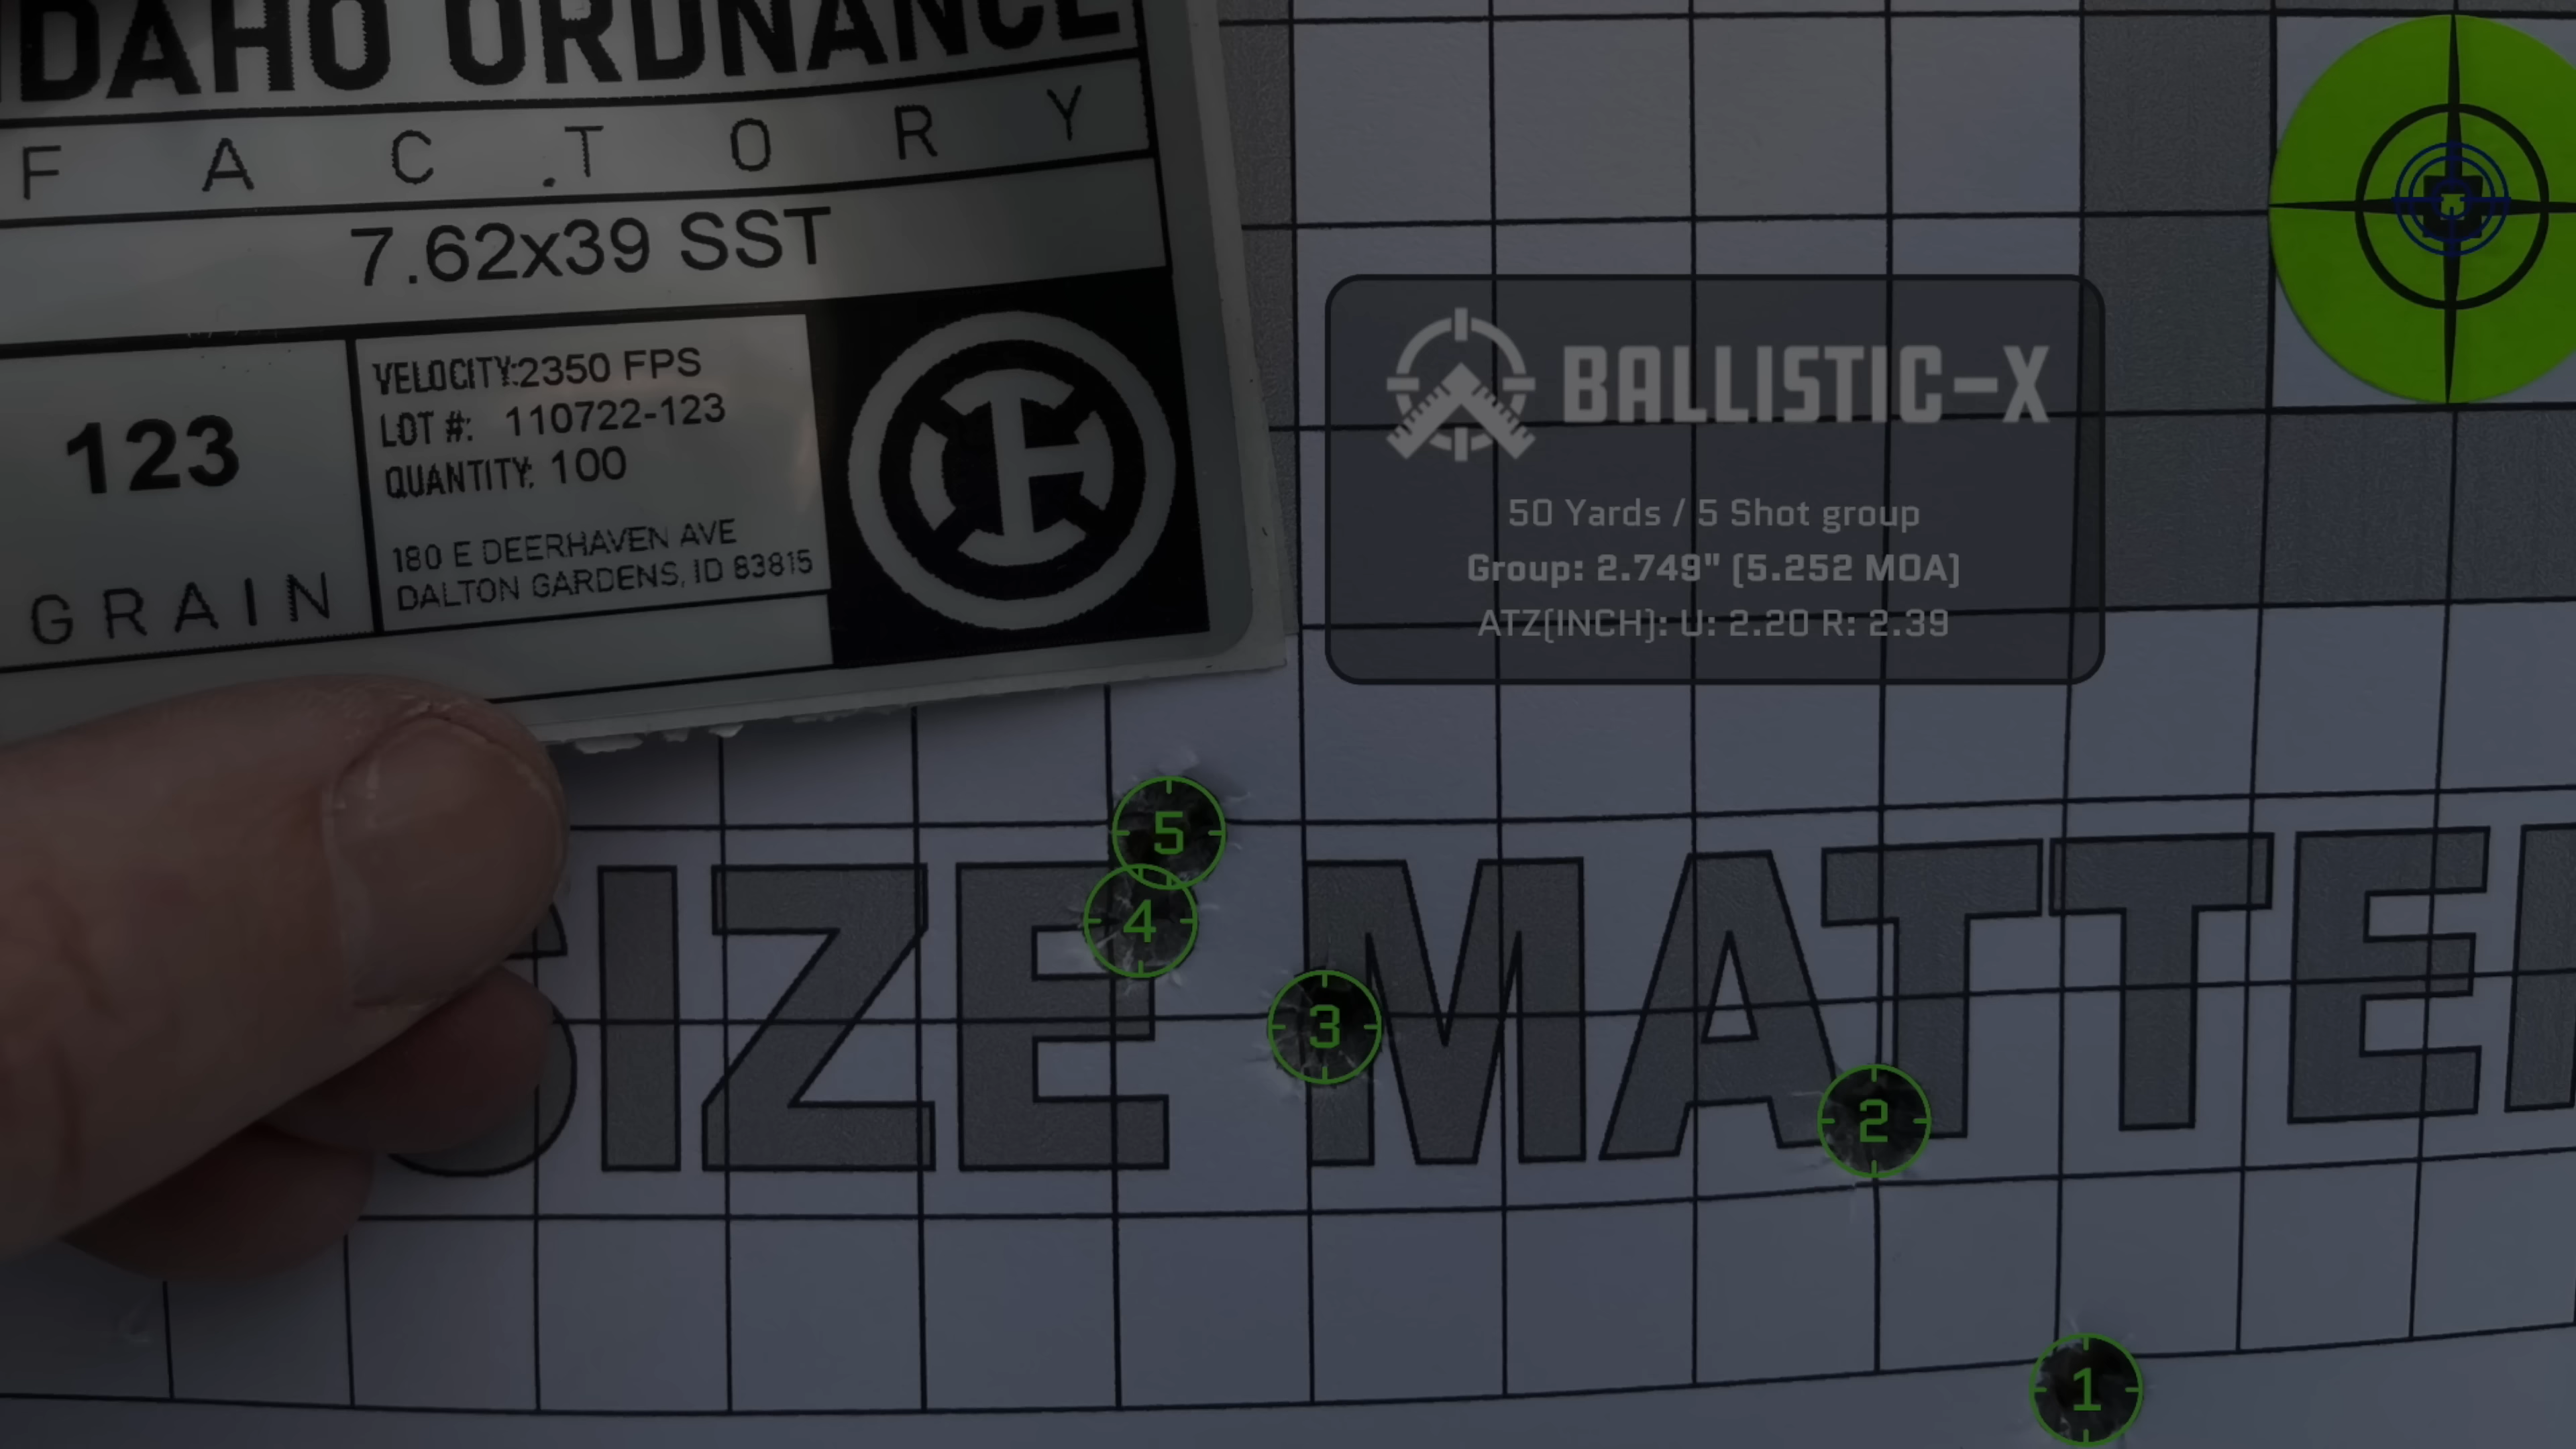 IDAHO ORDNANCE
FACTORY
7.62x39 SST
123
GRAIN
VELOCITY:2350 FPS
LOT #: 110722-123
QUANTITY: 100
180 E DEERHAVEN AVE
DALTON GARDENS, ID 83815
BALLISTIC-X
50 Yards / 5 Shot group
Group: 2.749" (5.252 MOA)
ATZ(INCH): U: 2.20 R: 2.39
5
4
SIZE MATTE
3
2
1